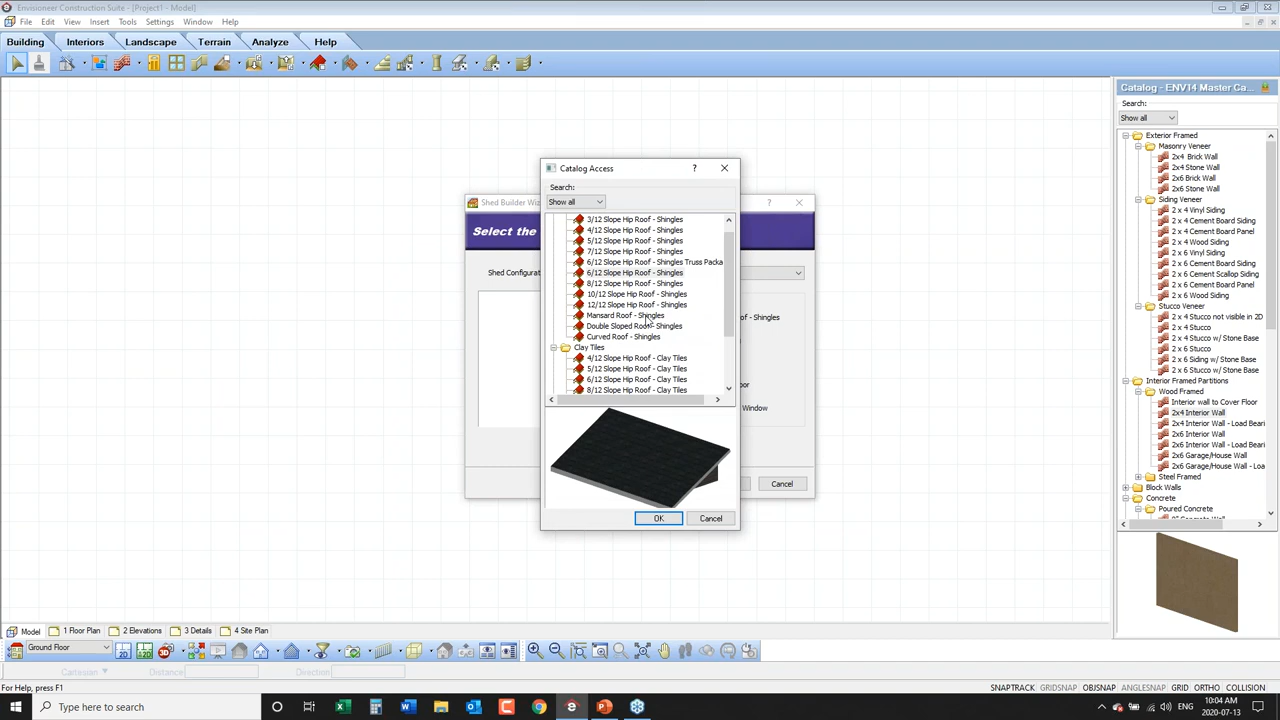 Envisioneer Construction Suite - [Project1 - Model]
File Edit View Insert Tools Settings Window Help
Building Interiors Landscape Terrain Analyze Help
Catalog - ENV14 Master Ca...
Search:
Show all
Exterior Framed
Masonry Veneer
2x4 Brick Wall
2x4 Stone Wall
2x6 Brick Wall
2x6 Stone Wall
Siding Veneer
2 x 4 Vinyl Siding
2 x 4 Cement Board Siding
2 x 4 Cement Board Panel
2 x 4 Wood Siding
2 x 6 Vinyl Siding
2 x 6 Cement Board Siding
2 x 6 Cement Scallop Siding
2 x 6 Cement Board Panel
2 x 6 Wood Siding
Stucco Veneer
2 x 4 Stucco not visible in 2D
2 x 4 Stucco
2 x 4 Stucco w/ Stone Base
2 x 6 Stucco
2 x 6 Siding w/ Stone Base
2 x 6 Stucco w/ Stone Base
Interior Framed Partitions
Wood Framed
Interior wall to Cover Floor
2x4 Interior Wall
2x4 Interior Wall - Load Beari
2x6 Interior Wall
2x6 Interior Wall - Load Bear
2x6 Garage/House Wall
2x6 Garage/House Wall - Loa
Steel Framed
Block Walls
Concrete
Poured Concrete
Shed Builder Wiz
Select the
Shed Configurat
of - Shingles
oor
Window
Cancel
Catalog Access
Search:
Show all
3/12 Slope Hip Roof - Shingles
4/12 Slope Hip Roof - Shingles
5/12 Slope Hip Roof - Shingles
7/12 Slope Hip Roof - Shingles
6/12 Slope Hip Roof - Shingles Truss Packa
6/12 Slope Hip Roof - Shingles
8/12 Slope Hip Roof - Shingles
10/12 Slope Hip Roof - Shingles
12/12 Slope Hip Roof - Shingles
Mansard Roof - Shingles
Double Sloped Roof - Shingles
Curved Roof - Shingles
Clay Tiles
4/12 Slope Hip Roof - Clay Tiles
5/12 Slope Hip Roof - Clay Tiles
6/12 Slope Hip Roof - Clay Tiles
8/12 Slope Hip Roof - Clay Tiles
OK Cancel
Model 1 Floor Plan 2 Elevations 3 Details 4 Site Plan
Ground Floor 2D 3D
Cartesian Distance Direction
For Help, press F1
SNAPTRACK GRIDSNAP OBJSNAP ANGLESNAP GRID ORTHO COLLISION
Type here to search
ENG
10:04 AM
2020-07-13